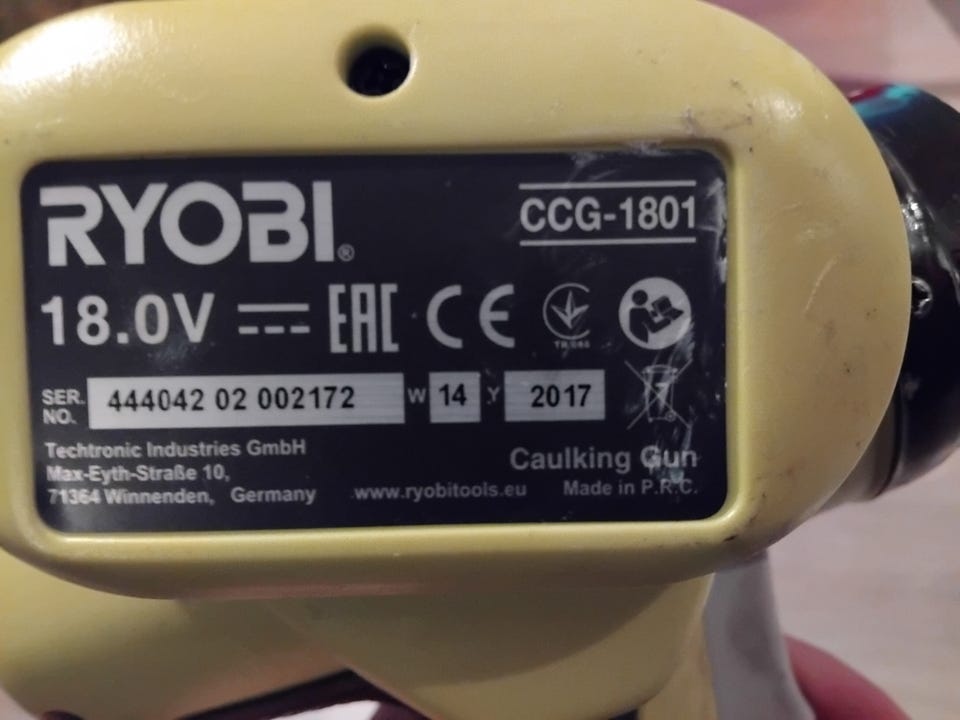 RYOBI®
CCG-1801
18.0V EAC CE
SER. NO. 444042 02 002172 W 14 Y 2017
Techtronic Industries GmbH
Max-Eyth-Straße 10,
71364 Winnenden, Germany
www.ryobitools.eu
Caulking Gun
Made in P.R.C.